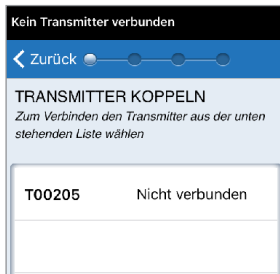 Kein Transmitter verbunden
Zurück
TRANSMITTER KOPPELN
Zum Verbinden den Transmitter aus der unten
stehenden Liste wählen
T00205 Nicht verbunden